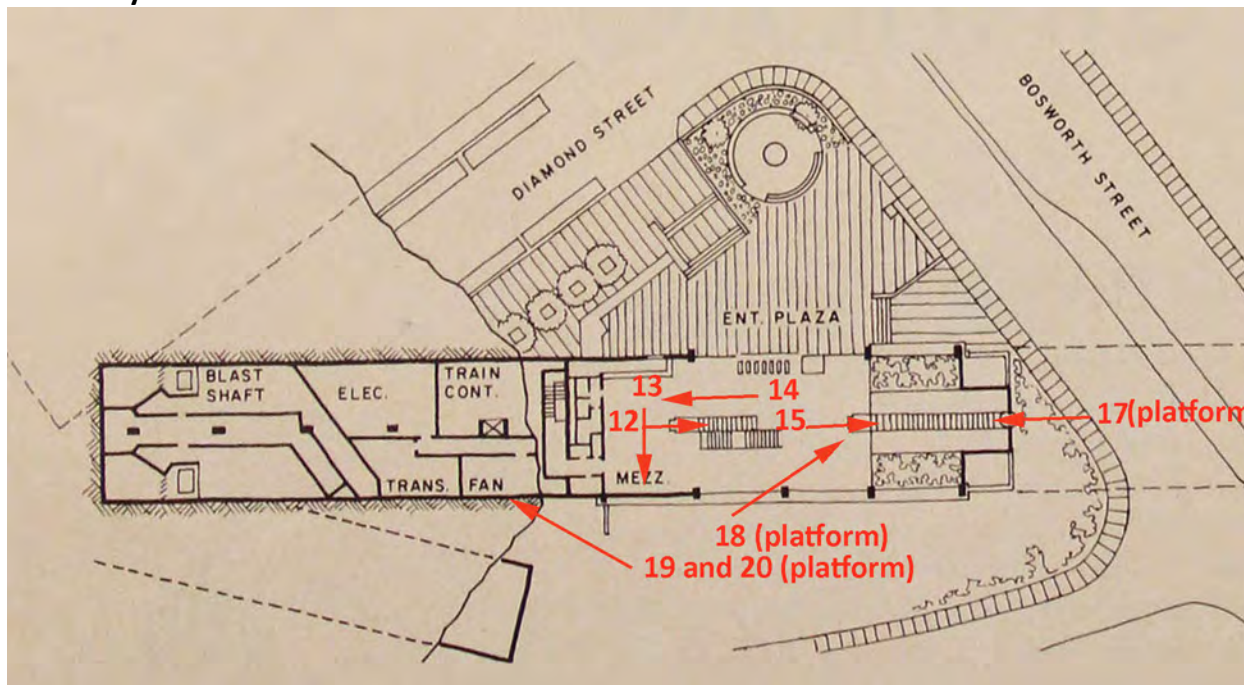 DIAMOND STREET
BOSWORTH STREET
ENT. PLAZA
BLAST
SHAFT
ELEC.
TRAIN
CONT.
13
14
12
15
17(platform
TRANS.
FAN
MEZZ.
18 (platform)
19 and 20 (platform)